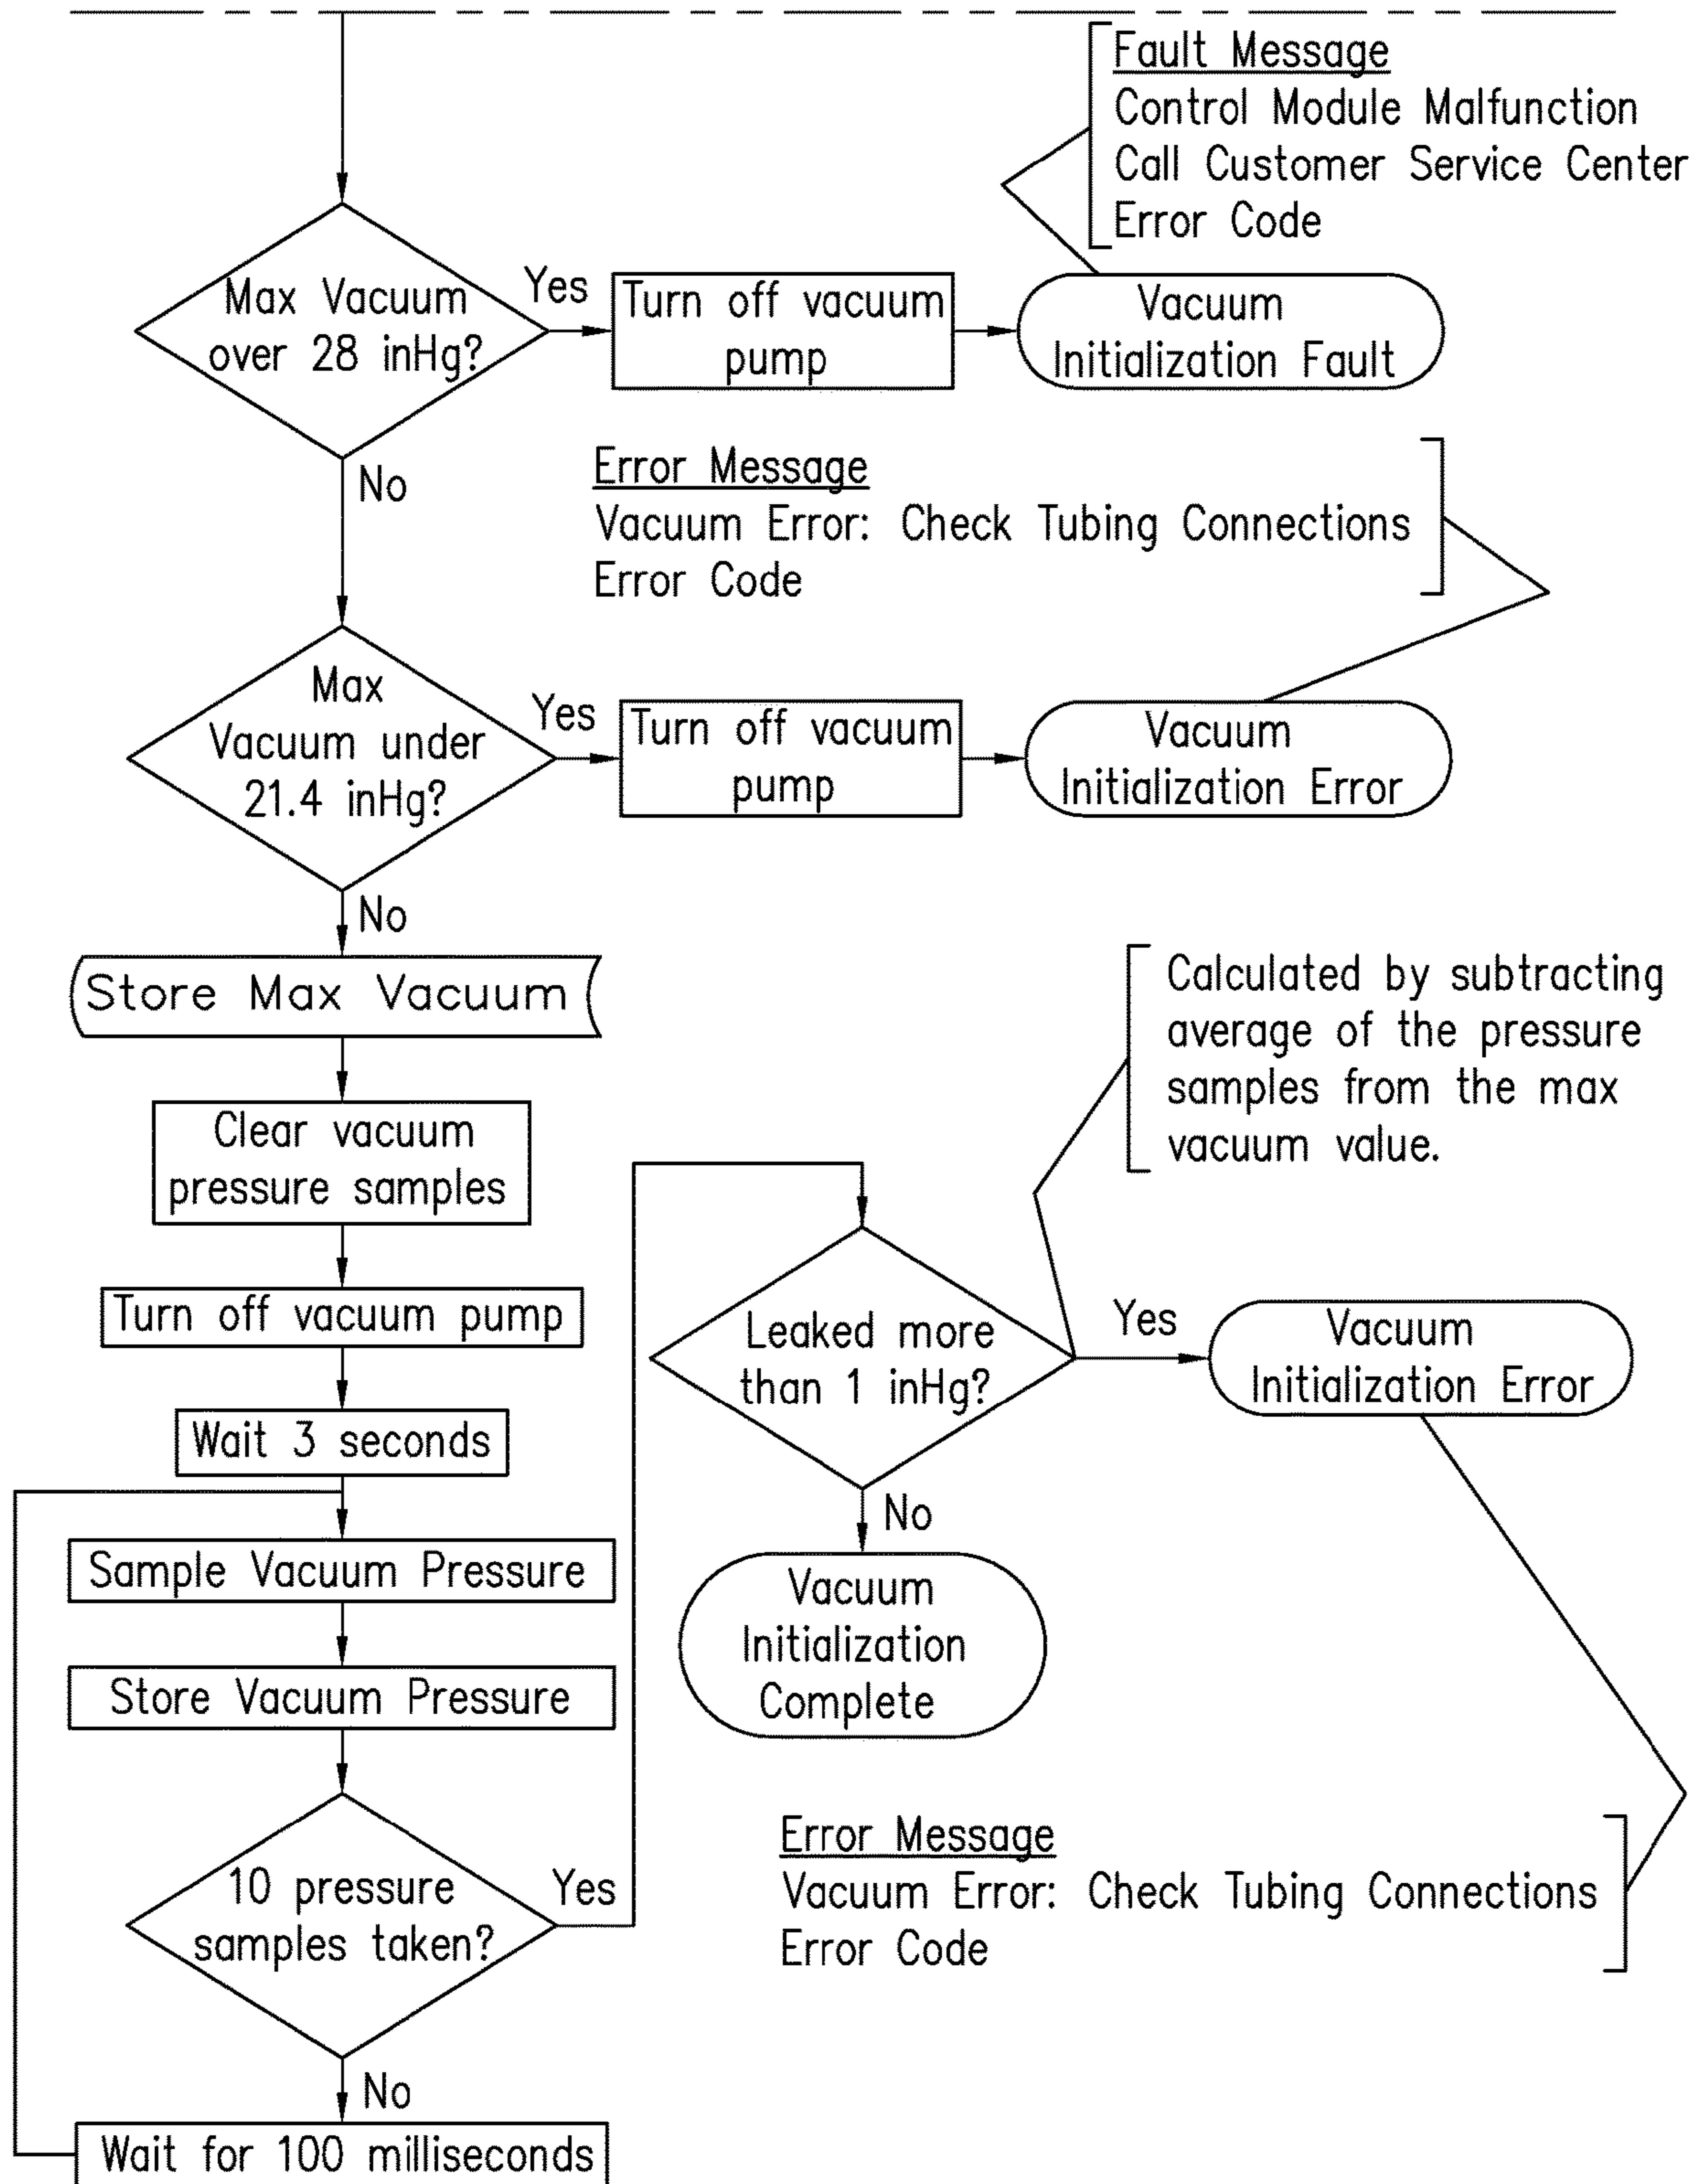 Fault Message
Control Module Malfunction
Call Customer Service Center
Error Code
Max Vacuum
over 28 inHg?
Yes
Turn off vacuum
pump
Vacuum
Initialization Fault
No
Error Message
Vacuum Error: Check Tubing Connections
Error Code
Max
Vacuum under
21.4 inHg?
Yes
Turn off vacuum
pump
Vacuum
Initialization Error
No
Store Max Vacuum
Clear vacuum
pressure samples
Turn off vacuum pump
Wait 3 seconds
Sample Vacuum Pressure
Store Vacuum Pressure
10 pressure
samples taken?
Yes
No
Wait for 100 milliseconds
Calculated by subtracting
average of the pressure
samples from the max
vacuum value.
Leaked more
than 1 inHg?
Yes
Vacuum
Initialization Error
No
Vacuum
Initialization
Complete
Error Message
Vacuum Error: Check Tubing Connections
Error Code